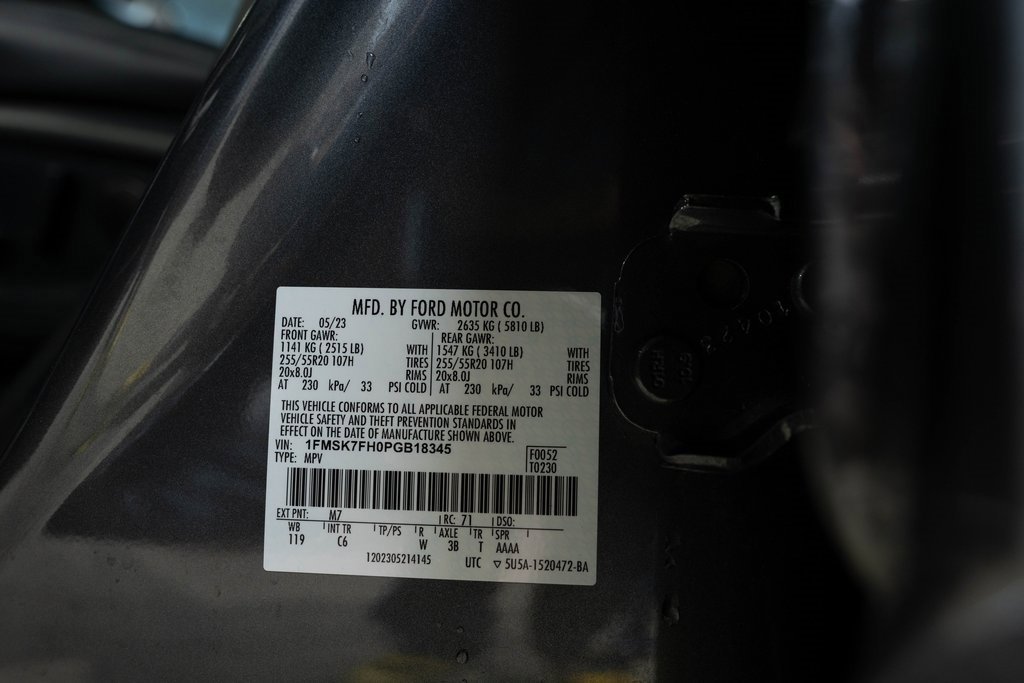 MFD. BY FORD MOTOR CO.
DATE: 05/23 GVWR: 2635 KG ( 5810 LB)
FRONT GAWR: REAR GAWR:
1141 KG ( 2515 LB) WITH 1547 KG ( 3410 LB) WITH
255/55R20 107H TIRES 255/55R20 107H TIRES
20x8.0J RIMS 20x8.0J RIMS
AT 230 kPa/ 33 PSI COLD AT 230 kPa/ 33 PSI COLD
THIS VEHICLE CONFORMS TO ALL APPLICABLE FEDERAL MOTOR
VEHICLE SAFETY AND THEFT PREVENTION STANDARDS IN
EFFECT ON THE DATE OF MANUFACTURE SHOWN ABOVE.
VIN: 1FMSK7FH0PGB18345
TYPE: MPV F0052
T0230
EXT PNT: M7 RC: 71 DSO:
WB INT TR TP/PS R AXLE TR SPR
119 C6 W 3B T AAAA
1202305214145 UTC ▽ 5U5A-1520472-BA